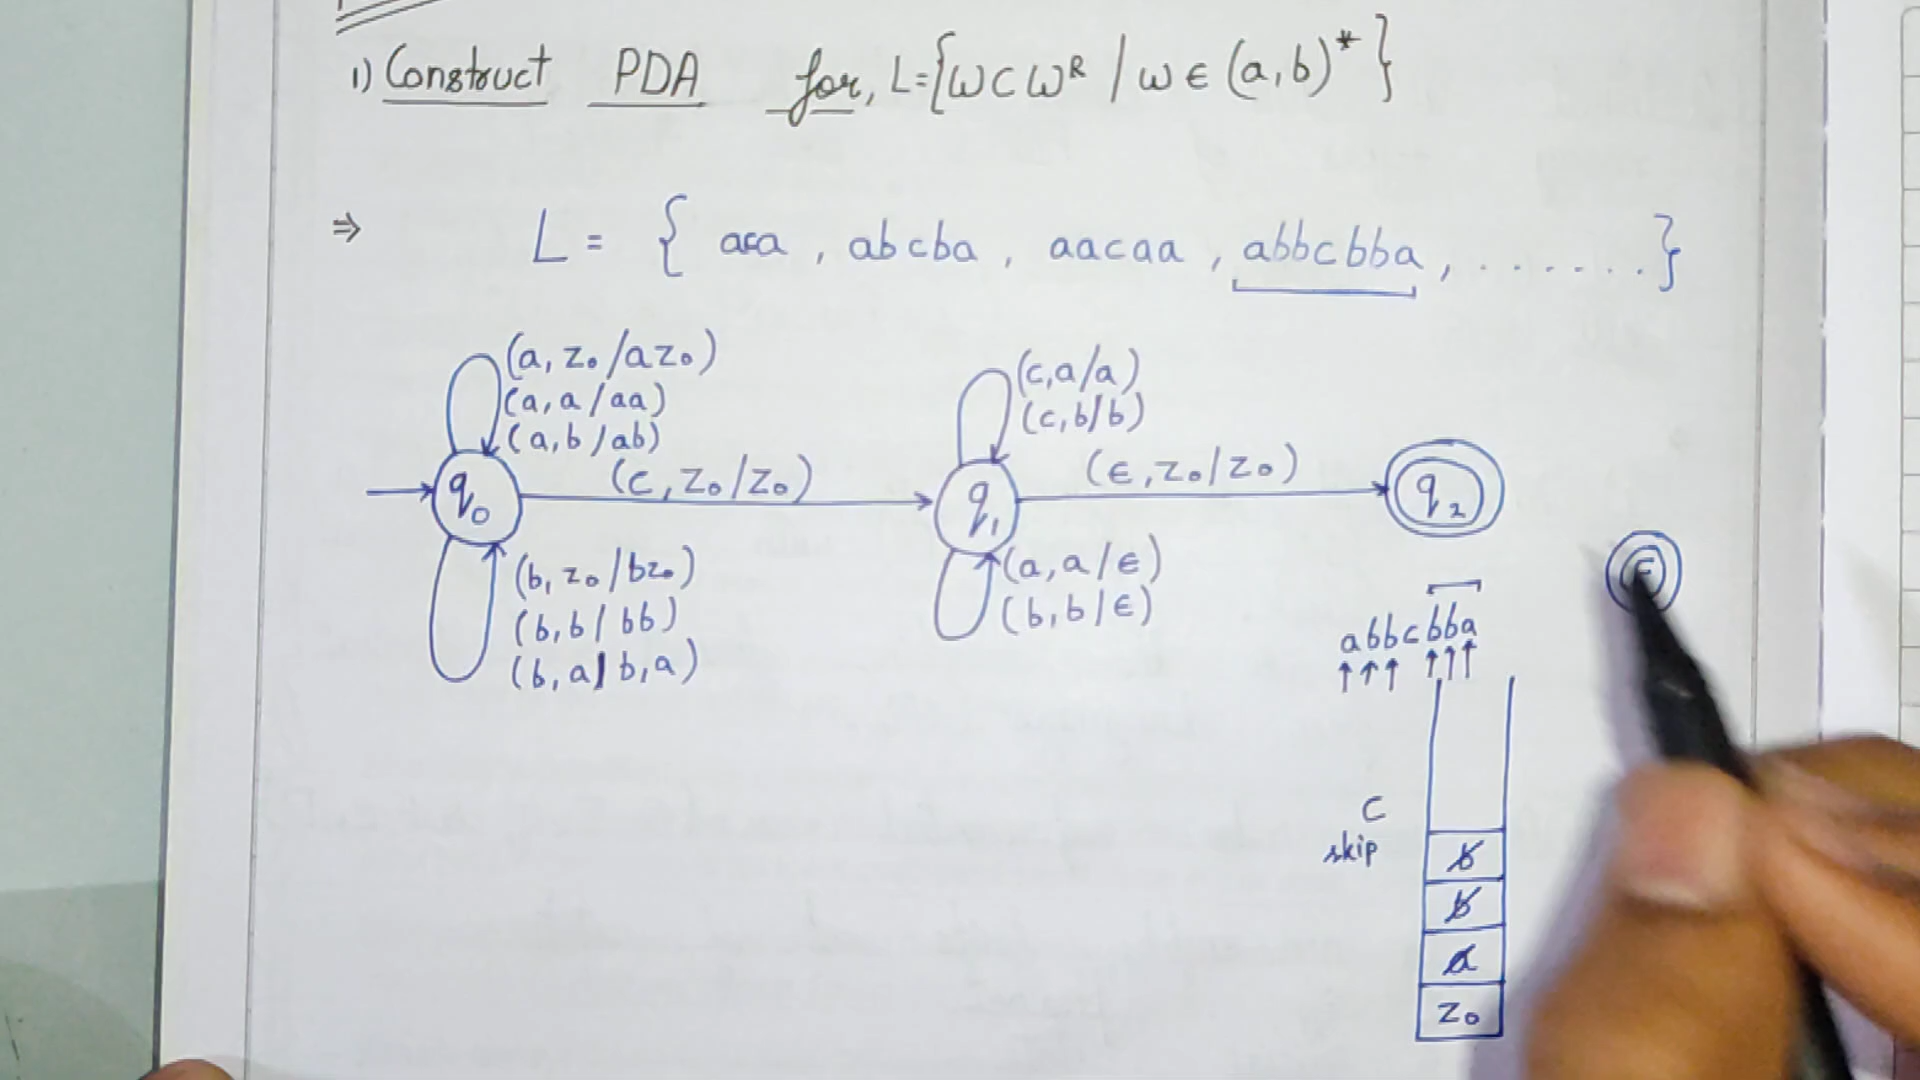 1) Construct PDA for, L={ωcωᴿ / ω ∈ (a,b)*}
⇒ L = { aca , abcba , aacaa , abbcbba , ....... }
(a, z₀ /az₀)
(a, a / aa)
(a, b / ab)
q₀
(b, z₀ / bz₀)
(b, b / bb)
(b, a / b, a)
(c, z₀ / z₀)
(c, a / a)
(c, b / b)
q₁
(a, a / ϵ)
(b, b / ϵ)
(ϵ, z₀ / z₀)
q₂
abbcbba
↑↑↑ ↑↑↑
c
skip
b
b
a
z₀